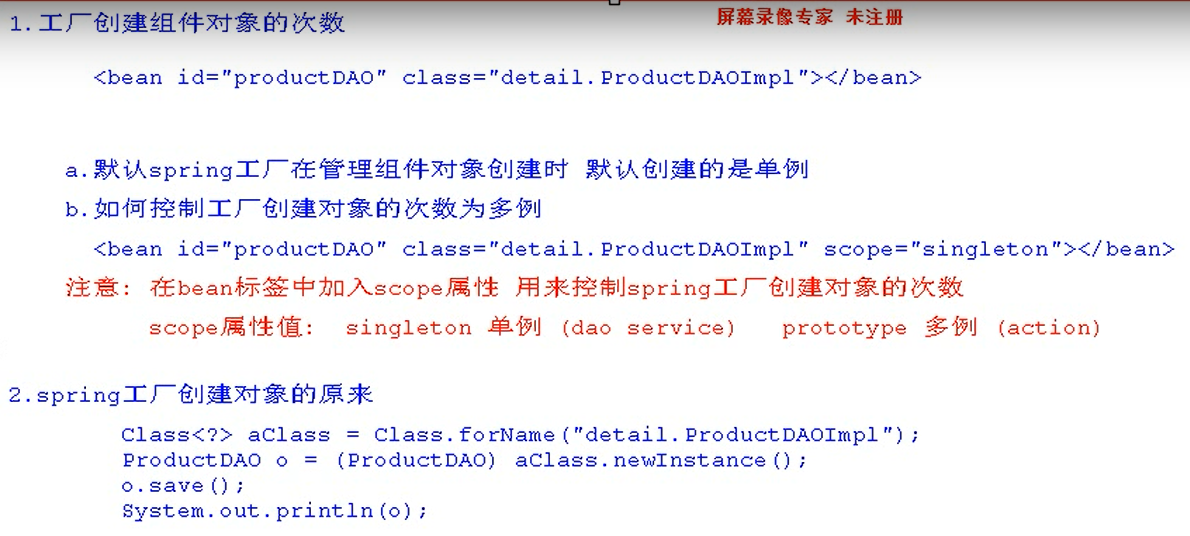 屏幕录像专家 未注册
1.工厂创建组件对象的次数
<bean id="productDAO" class="detail.ProductDAOImpl"></bean>
a.默认spring工厂在管理组件对象创建时 默认创建的是单例
b.如何控制工厂创建对象的次数为多例
<bean id="productDAO" class="detail.ProductDAOImpl" scope="singleton"></bean>
注意: 在bean标签中加入scope属性 用来控制spring工厂创建对象的次数
scope属性值: singleton 单例 (dao service) prototype 多例 (action)
2.spring工厂创建对象的原来
Class<?> aClass = Class.forName("detail.ProductDAOImpl");
ProductDAO o = (ProductDAO) aClass.newInstance();
o.save();
System.out.println(o);